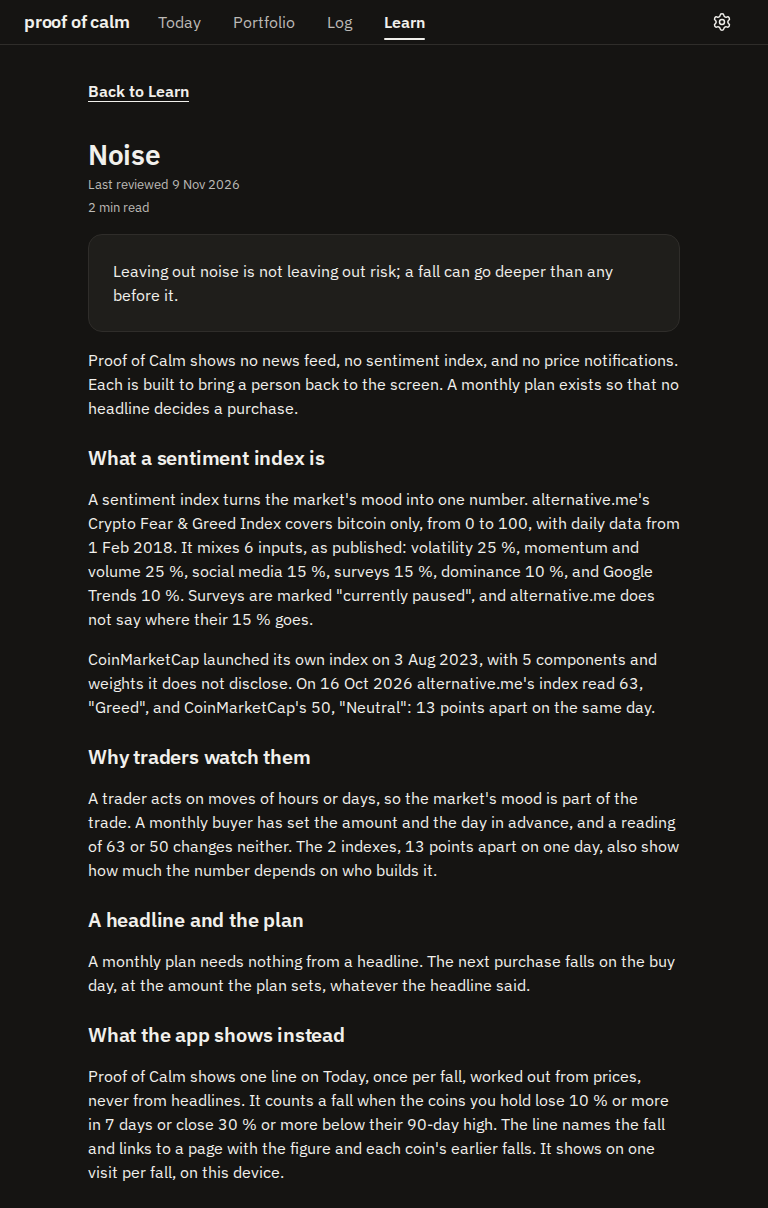 proof of calm
Today
Portfolio
Log
Learn
Back to Learn
Noise
Last reviewed 9 Nov 2026
2 min read
Leaving out noise is not leaving out risk; a fall can go deeper than any
before it.
Proof of Calm shows no news feed, no sentiment index, and no price notifications.
Each is built to bring a person back to the screen. A monthly plan exists so that no
headline decides a purchase.
What a sentiment index is
A sentiment index turns the market's mood into one number. alternative.me's
Crypto Fear & Greed Index covers bitcoin only, from 0 to 100, with daily data from
1 Feb 2018. It mixes 6 inputs, as published: volatility 25 %, momentum and
volume 25 %, social media 15 %, surveys 15 %, dominance 10 %, and Google
Trends 10 %. Surveys are marked "currently paused", and alternative.me does
not say where their 15 % goes.
CoinMarketCap launched its own index on 3 Aug 2023, with 5 components and
weights it does not disclose. On 16 Oct 2026 alternative.me's index read 63,
"Greed", and CoinMarketCap's 50, "Neutral": 13 points apart on the same day.
Why traders watch them
A trader acts on moves of hours or days, so the market's mood is part of the
trade. A monthly buyer has set the amount and the day in advance, and a reading
of 63 or 50 changes neither. The 2 indexes, 13 points apart on one day, also show
how much the number depends on who builds it.
A headline and the plan
A monthly plan needs nothing from a headline. The next purchase falls on the buy
day, at the amount the plan sets, whatever the headline said.
What the app shows instead
Proof of Calm shows one line on Today, once per fall, worked out from prices,
never from headlines. It counts a fall when the coins you hold lose 10 % or more
in 7 days or close 30 % or more below their 90-day high. The line names the fall
and links to a page with the figure and each coin's earlier falls. It shows on one
visit per fall, on this device.